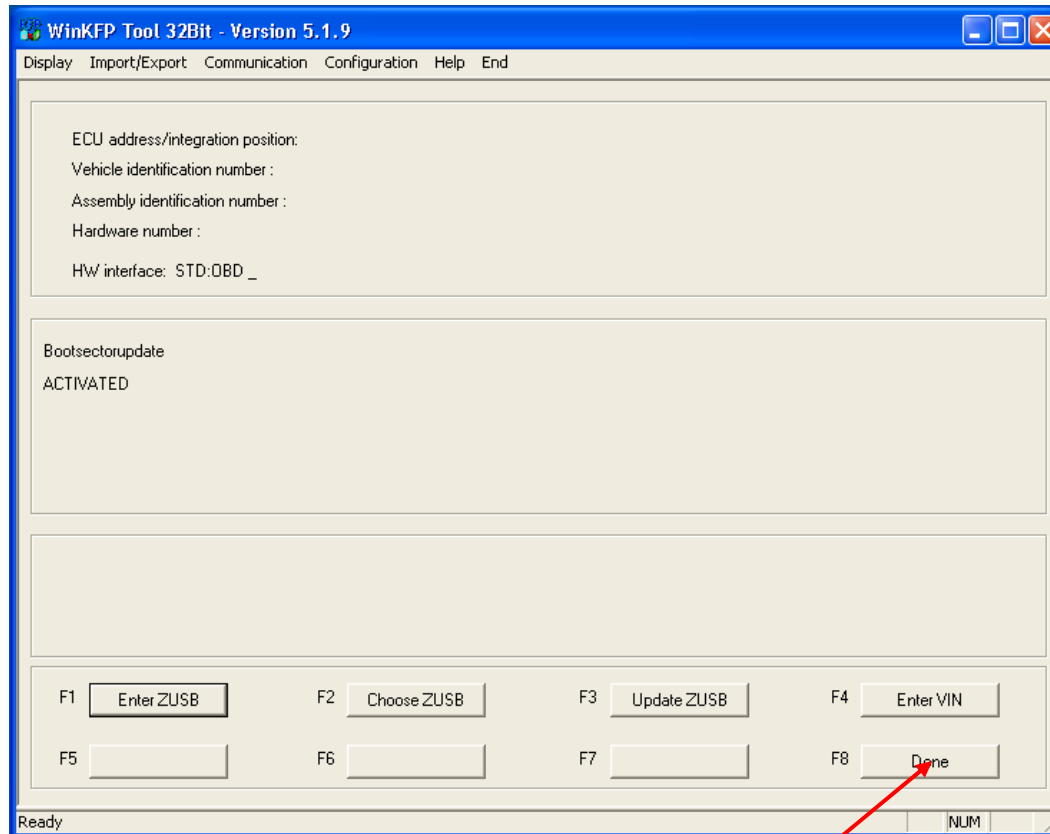 WinKFP Tool 32Bit - Version 5.1.9
Display Import/Export Communication Configuration Help End
ECU address/integration position:
Vehicle identification number :
Assembly identification number :
Hardware number :
HW interface: STD:OBD _
Bootsectorupdate
ACTIVATED
F1 Enter ZUSB F2 Choose ZUSB F3 Update ZUSB F4 Enter VIN
F5 F6 F7 F8 Done
Ready NUM